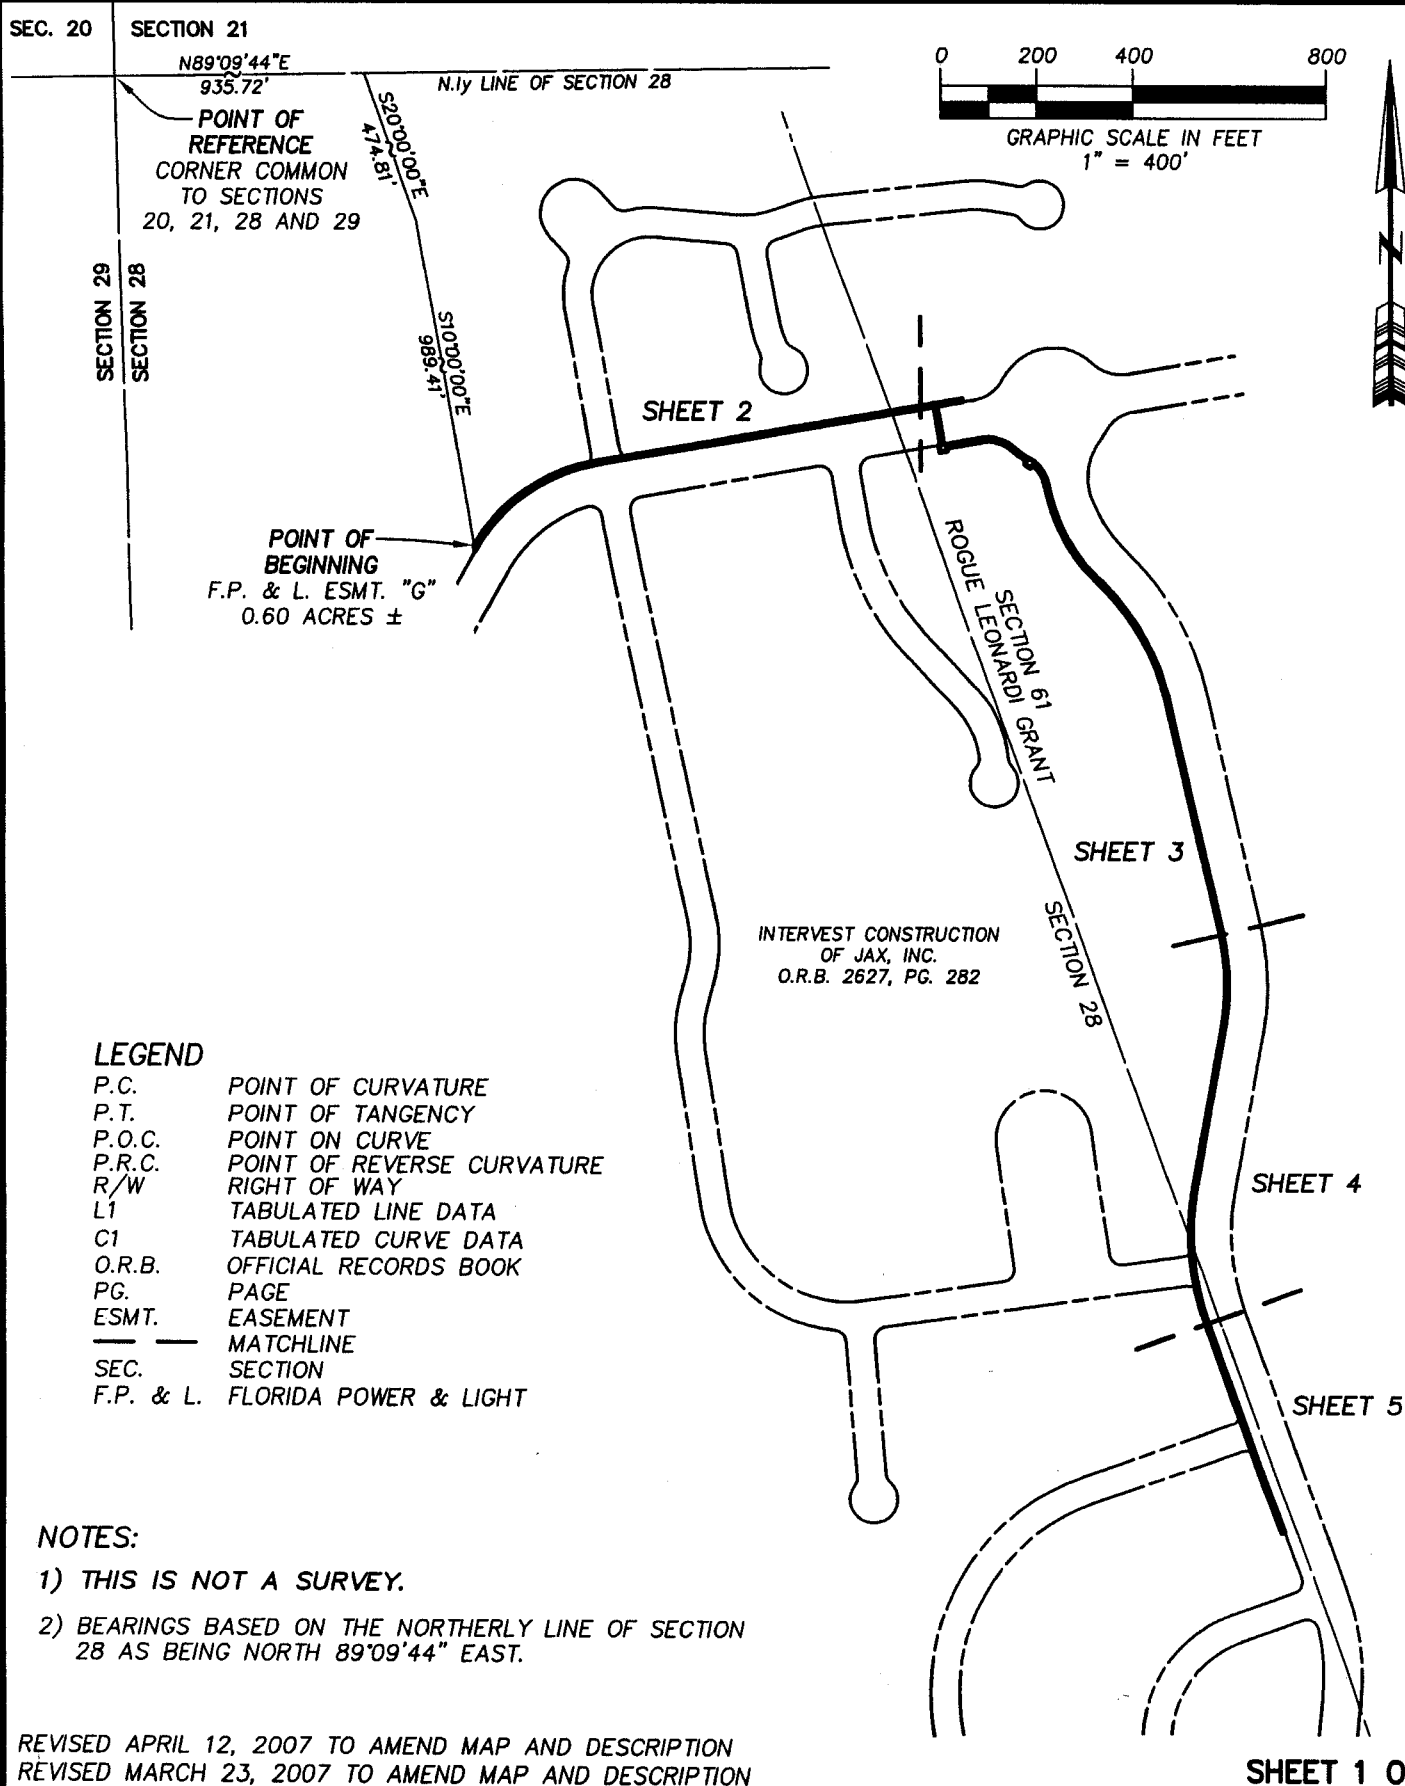 SEC. 20
SECTION 21
N89°09'44"E
935.72'
N.ly LINE OF SECTION 28
0 200 400 800
GRAPHIC SCALE IN FEET
1" = 400'
POINT OF
REFERENCE
CORNER COMMON
TO SECTIONS
20, 21, 28 AND 29
S20°00'00"E
474.81'
N
SECTION 29
SECTION 28
S10°00'00"E
989.41'
SHEET 2
POINT OF
BEGINNING
F.P. & L. ESMT. "G"
0.60 ACRES ±
SECTION 61
ROGUE LEONARDI GRANT
SHEET 3
SECTION 28
INTERVEST CONSTRUCTION
OF JAX, INC.
O.R.B. 2627, PG. 282
LEGEND
P.C. POINT OF CURVATURE
P.T. POINT OF TANGENCY
P.O.C. POINT ON CURVE
P.R.C. POINT OF REVERSE CURVATURE
R/W RIGHT OF WAY
L1 TABULATED LINE DATA
C1 TABULATED CURVE DATA
O.R.B. OFFICIAL RECORDS BOOK
PG. PAGE
ESMT. EASEMENT
MATCHLINE
SEC. SECTION
F.P. & L. FLORIDA POWER & LIGHT
SHEET 4
SHEET 5
NOTES:
1) THIS IS NOT A SURVEY.
2) BEARINGS BASED ON THE NORTHERLY LINE OF SECTION
28 AS BEING NORTH 89°09'44" EAST.
REVISED APRIL 12, 2007 TO AMEND MAP AND DESCRIPTION
REVISED MARCH 23, 2007 TO AMEND MAP AND DESCRIPTION
SHEET 1 O